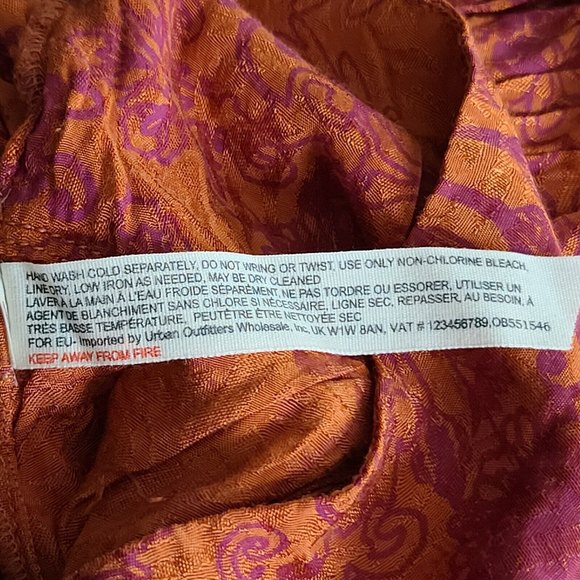 HAND WASH COLD SEPARATELY, DO NOT WRING OR TWIST, USE ONLY NON-CHLORINE BLEACH,
LINE DRY, LOW IRON AS NEEDED, MAY BE DRY CLEANED
LAVER A LA MAIN À L'EAU FROIDE SÉPARÉMENT, NE PAS TORDRE OU ESSORER, UTILISER UN
AGENT DE BLANCHIMENT SANS CHLORE SI NÉCESSAIRE, LIGNE SEC, REPASSER, AU BESOIN, À
TRÈS BASSE TEMPÉRATURE, PEUTÊTRE ÊTRE NETTOYÉE SEC
FOR EU- Imported by Urban Outfitters Wholesale, Inc, UK W1W 8AN, VAT # 123456789,OB551546
KEEP AWAY FROM FIRE